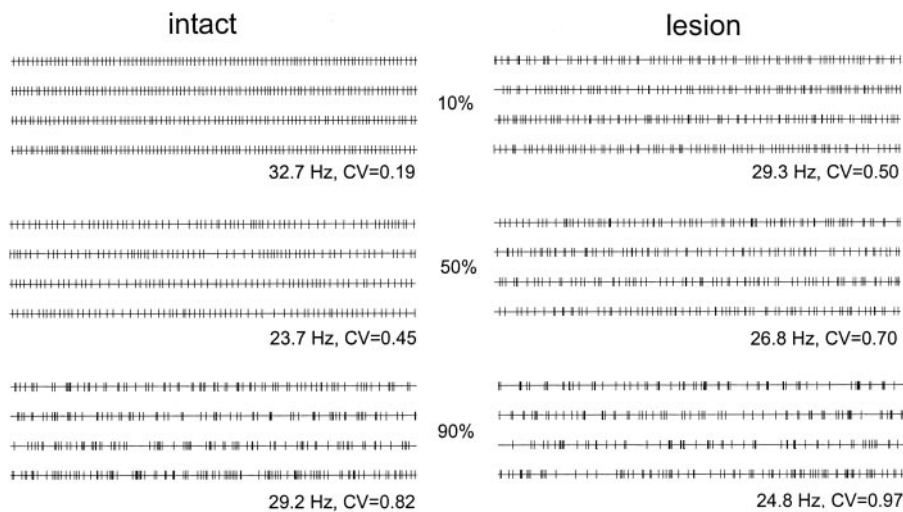 intact
lesion
10%
32.7 Hz, CV=0.19
29.3 Hz, CV=0.50
50%
23.7 Hz, CV=0.45
26.8 Hz, CV=0.70
90%
29.2 Hz, CV=0.82
24.8 Hz, CV=0.97